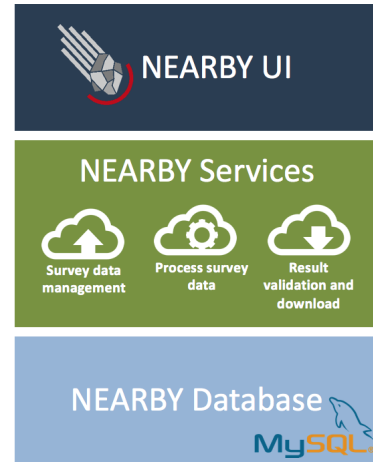 NEARBY UI
NEARBY Services
Survey data
management
Process survey
data
Result
validation and
download
NEARBY Database
MySQL